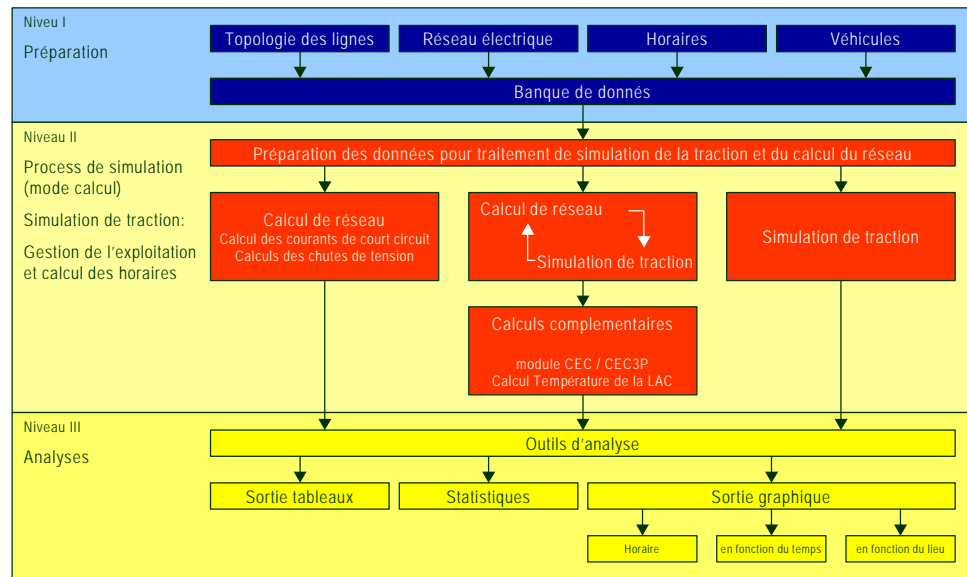 Niveu I
Préparation
Topologie des lignes
Réseau électrique
Horaires
Véhicules
Banque de donnés
Niveau II
Process de simulation
(mode calcul)
Simulation de traction:
Gestion de l'exploitation
et calcul des horaires
Préparation des données pour traitement de simulation de la traction et du calcul du réseau
Calcul de réseau
Calcul des courants de court circuit
Calculs des chutes de tension
Calcul de réseau
Simulation de traction
Simulation de traction
Calculs complementaires
module CEC / CEC3P
Calcul Température de la LAC
Niveau III
Analyses
Outils d'analyse
Sortie tableaux
Statistiques
Sortie graphique
Horaire
en fonction du temps
en fonction du lieu